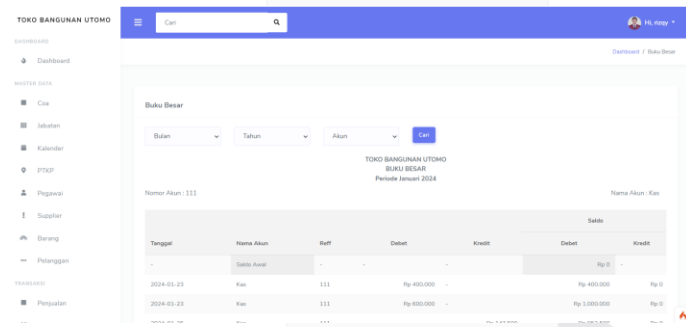 TOKO BANGUNAN UTOMO
Cari
Hi, rizqy
DASHBOARD
Dashboard
Dashboard / Buku Besar
MASTER DATA
Coa
Jabatan
Kalender
PTKP
Pegawai
Supplier
Barang
Pelanggan
TRANSAKSI
Penjualan
Buku Besar
Bulan Tahun Akun Cari
TOKO BANGUNAN UTOMO
BUKU BESAR
Periode Januari 2024
Nomor Akun : 111 Nama Akun : Kas
Saldo
Tanggal Nama Akun Reff Debet Kredit Debet Kredit
- Saldo Awal - - - Rp 0 -
2024-01-23 Kas 111 Rp 400.000 - Rp 400.000 Rp 0
2024-01-23 Kas 111 Rp 600.000 - Rp 1.000.000 Rp 0